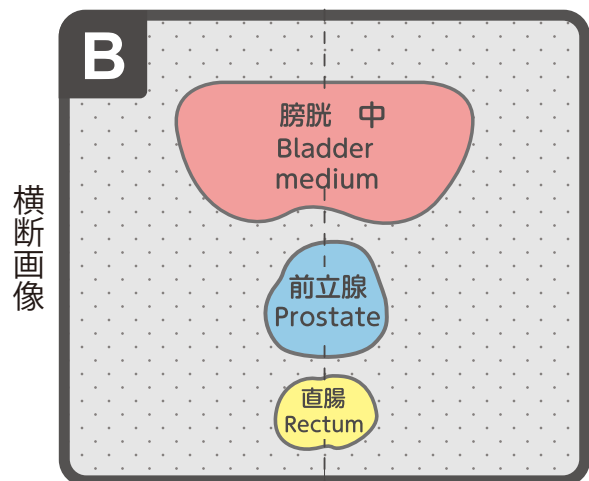 B
横断画像
膀胱　中
Bladder
medium
前立腺
Prostate
直腸
Rectum